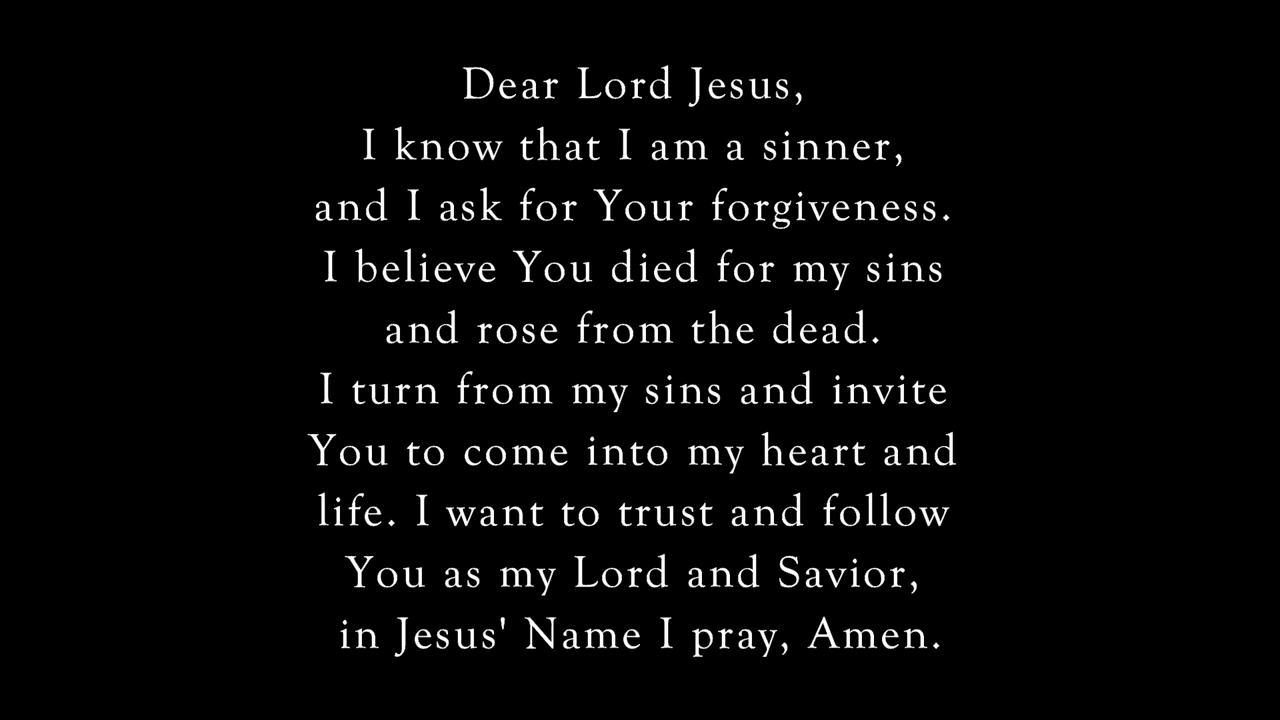 Dear Lord Jesus,
I know that I am a sinner,
and I ask for Your forgiveness.
I believe You died for my sins
and rose from the dead.
I turn from my sins and invite
You to come into my heart and
life. I want to trust and follow
You as my Lord and Savior,
in Jesus' Name I pray, Amen.